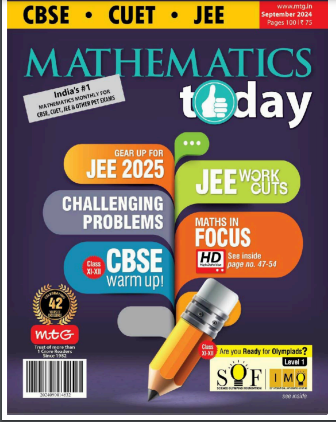 CBSE • CUET • JEE
www.mtg.in
September 2024
Pages 100 | ₹ 75
MATHEMATICS
today
India's #1
MATHEMATICS MONTHLY FOR
CBSE, CUET, JEE & OTHER PET EXAMS
GEAR UP FOR
JEE 2025
JEE WORK
CUTS
CHALLENGING
PROBLEMS
MATHS IN
FOCUS
HD
See inside
page no. 47-54
Class
XI-XII
CBSE
warm up!
42
mtG
Trust of more than
1 Crore Readers
Since 1982
Class
XI-XII
Are you Ready for Olympiads?
Level 1
SOF
IMO
see inside